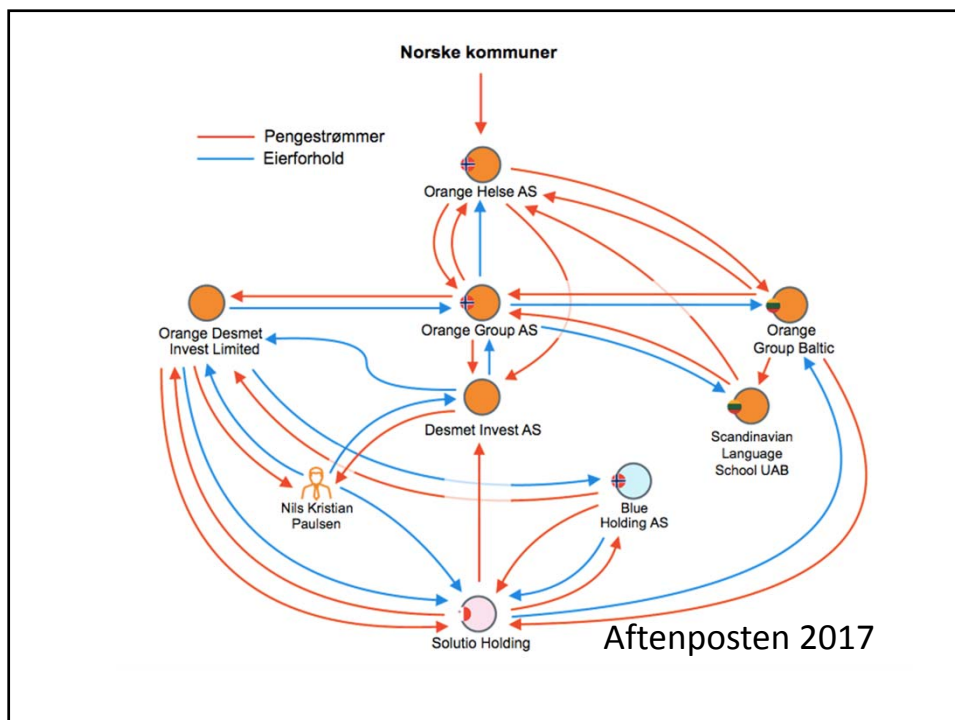 Norske kommuner
Pengestrømmer
Eierforhold
Orange Helse AS
Orange Desmet
Invest Limited
Orange Group AS
Orange
Group Baltic
Desmet Invest AS
Scandinavian
Language
School UAB
Nils Kristian
Paulsen
Blue
Holding AS
Solutio Holding
Aftenposten 2017